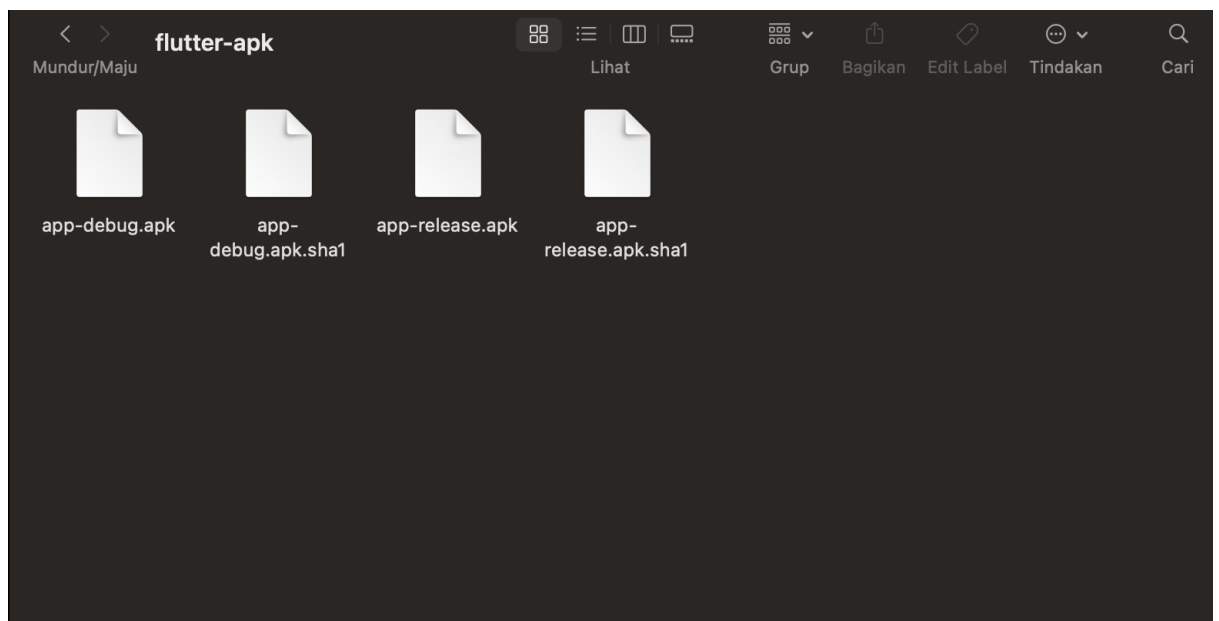 flutter-apk
Mundur/Maju
Lihat
Grup
Bagikan
Edit Label
Tindakan
Cari
app-debug.apk
app-
debug.apk.sha1
app-release.apk
app-
release.apk.sha1